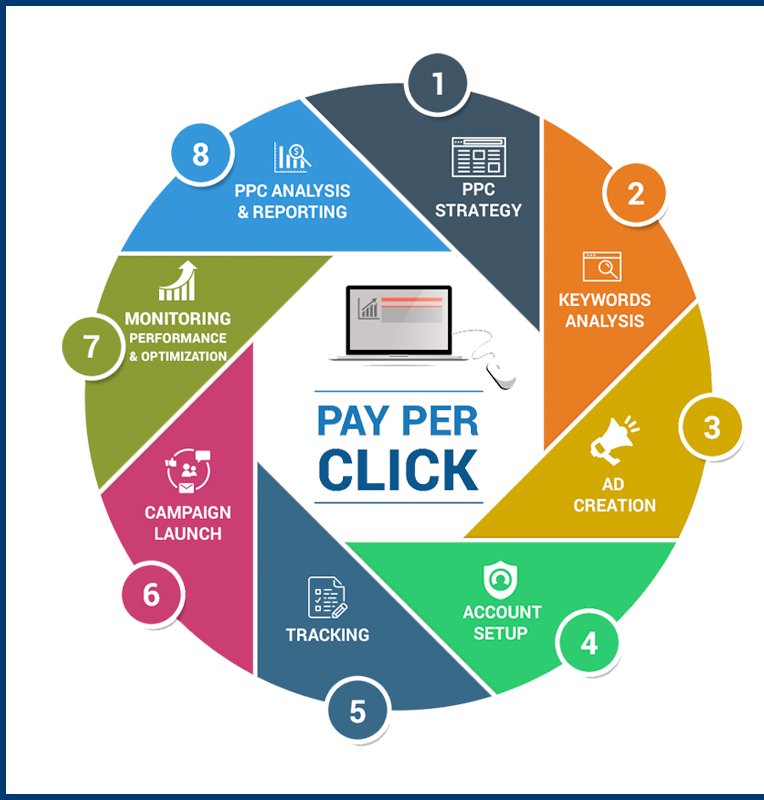 1
PPC
STRATEGY
2
KEYWORDS
ANALYSIS
3
AD
CREATION
4
ACCOUNT
SETUP
5
TRACKING
6
CAMPAIGN
LAUNCH
7
MONITORING
PERFORMANCE
& OPTIMIZATION
8
PPC ANALYSIS
& REPORTING
PAY PER
CLICK